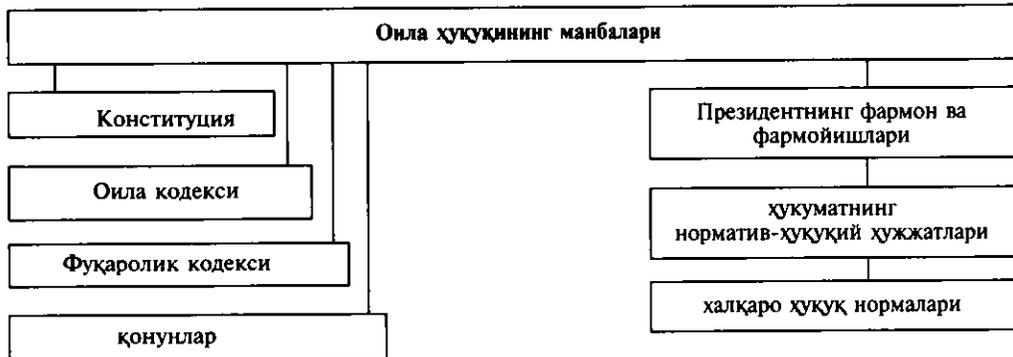 Оила ҳуқуқининг манбалари
Конституция
Оила кодекси
Фуқаролик кодекси
қонунлар
Президентнинг фармон ва
фармойишлари
ҳукуматнинг
норматив-ҳуқуқий ҳужжатлари
халқаро ҳуқуқ нормалари